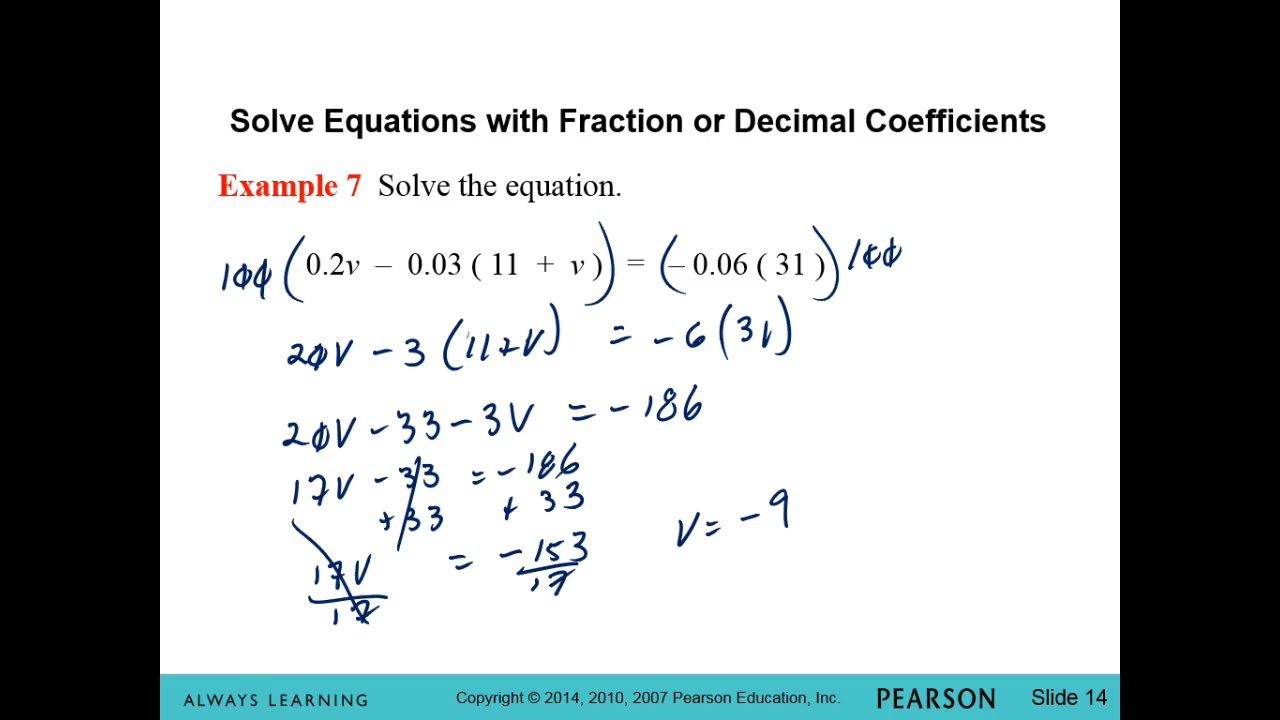 Solve Equations with Fraction or Decimal Coefficients
Example 7 Solve the equation.
100 ( 0.2v – 0.03 ( 11 + v ) ) = ( – 0.06 ( 31 ) ) 100
20V - 3 (11+V) = - 6 (31)
20V - 33 - 3V = - 186
17V - 33 = - 186
+ 33 + 33
17V = - 153
17 17
V = - 9
ALWAYS LEARNING
Copyright © 2014, 2010, 2007 Pearson Education, Inc.
PEARSON
Slide 14